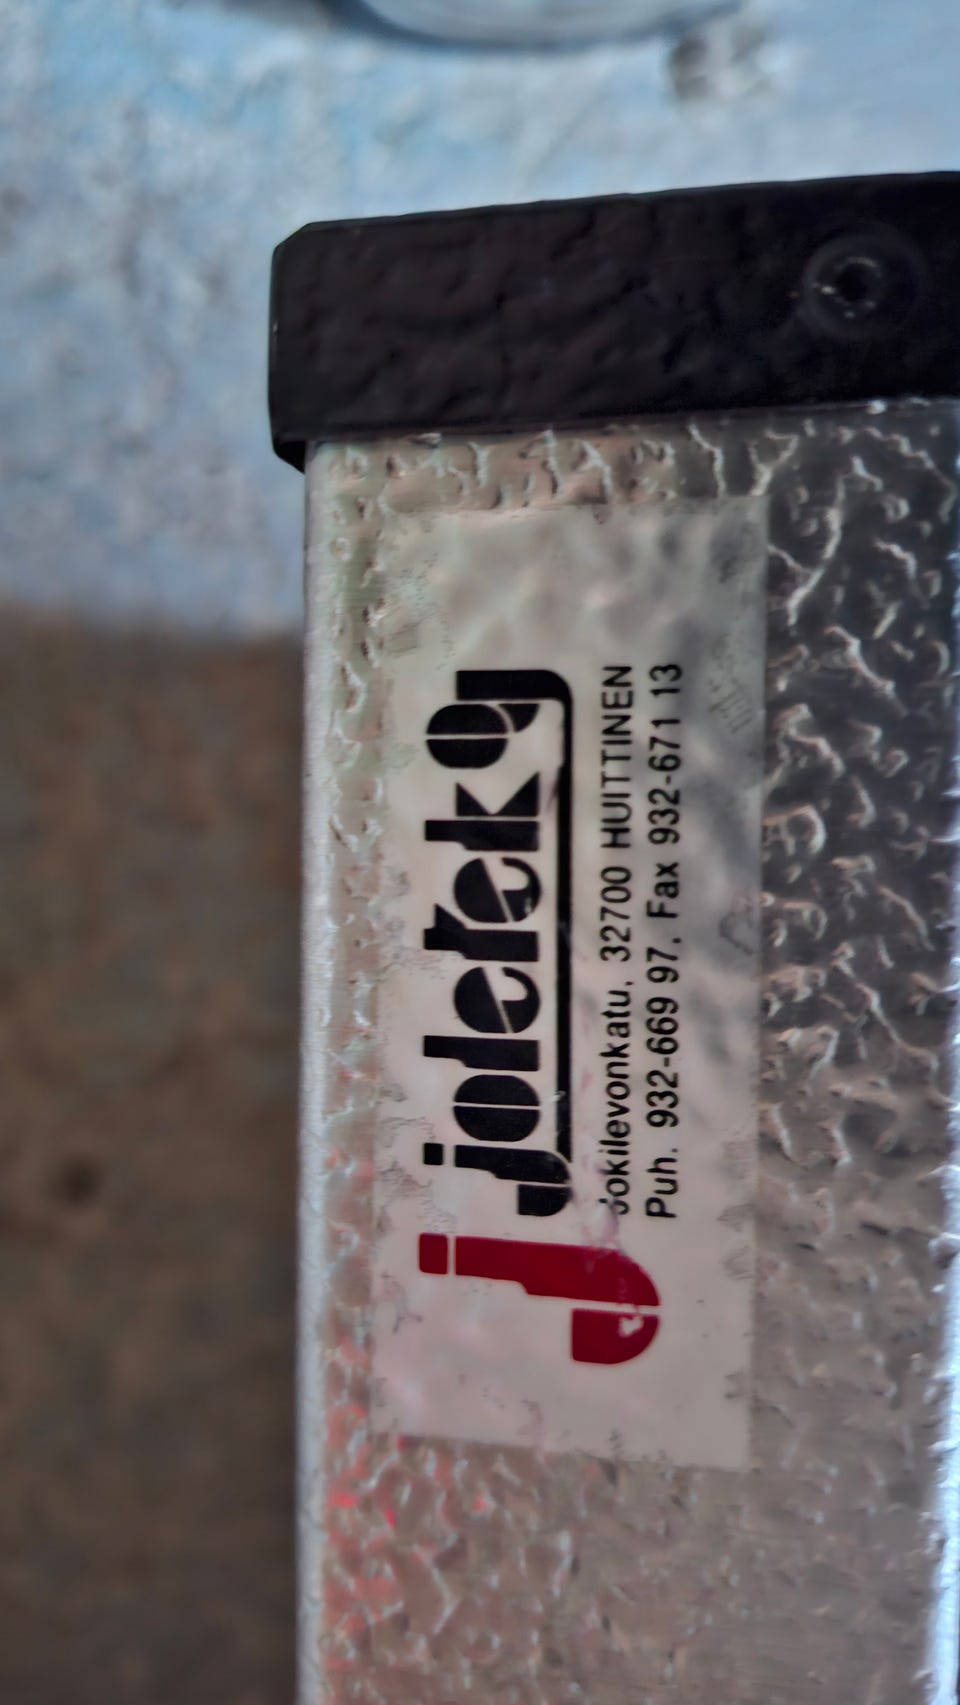 joletek oy
Jokilevonkatu, 32700 HUITTINEN
Puh. 932-669 97, Fax 932-671 13